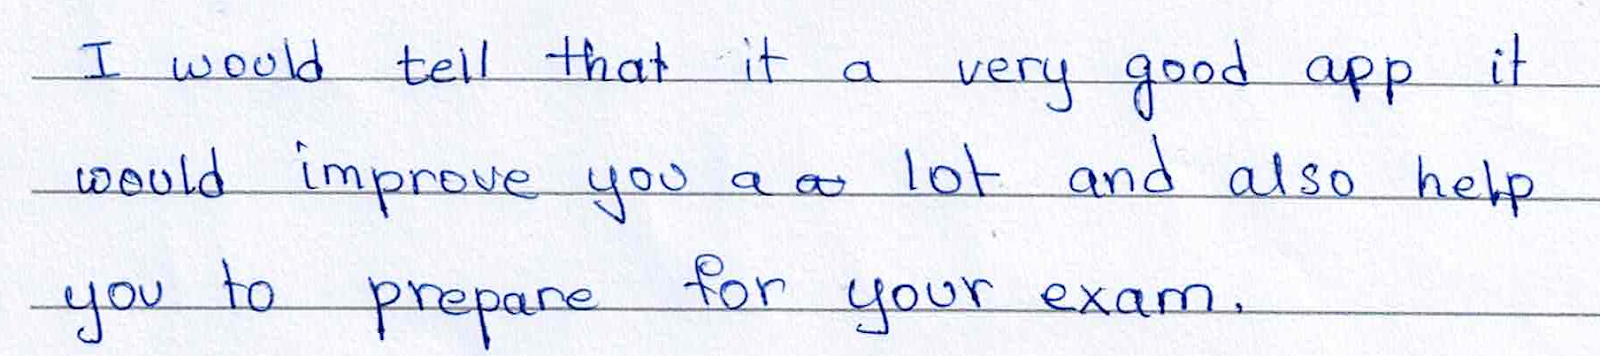 I would tell that it a very good app it
would improve you a a lot and also help
you to prepare for your exam.